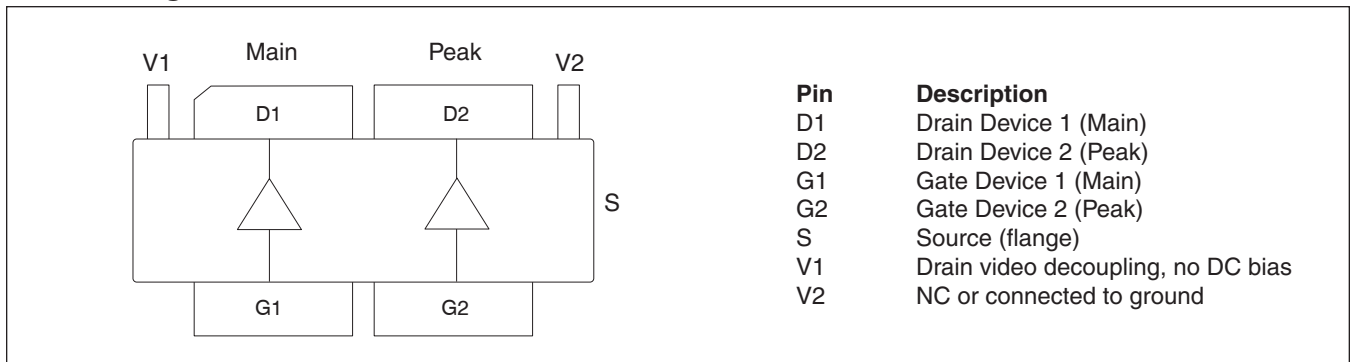 Main Peak
V1 V2
D1 D2
S
G1 G2
Pin Description
D1 Drain Device 1 (Main)
D2 Drain Device 2 (Peak)
G1 Gate Device 1 (Main)
G2 Gate Device 2 (Peak)
S Source (flange)
V1 Drain video decoupling, no DC bias
V2 NC or connected to ground